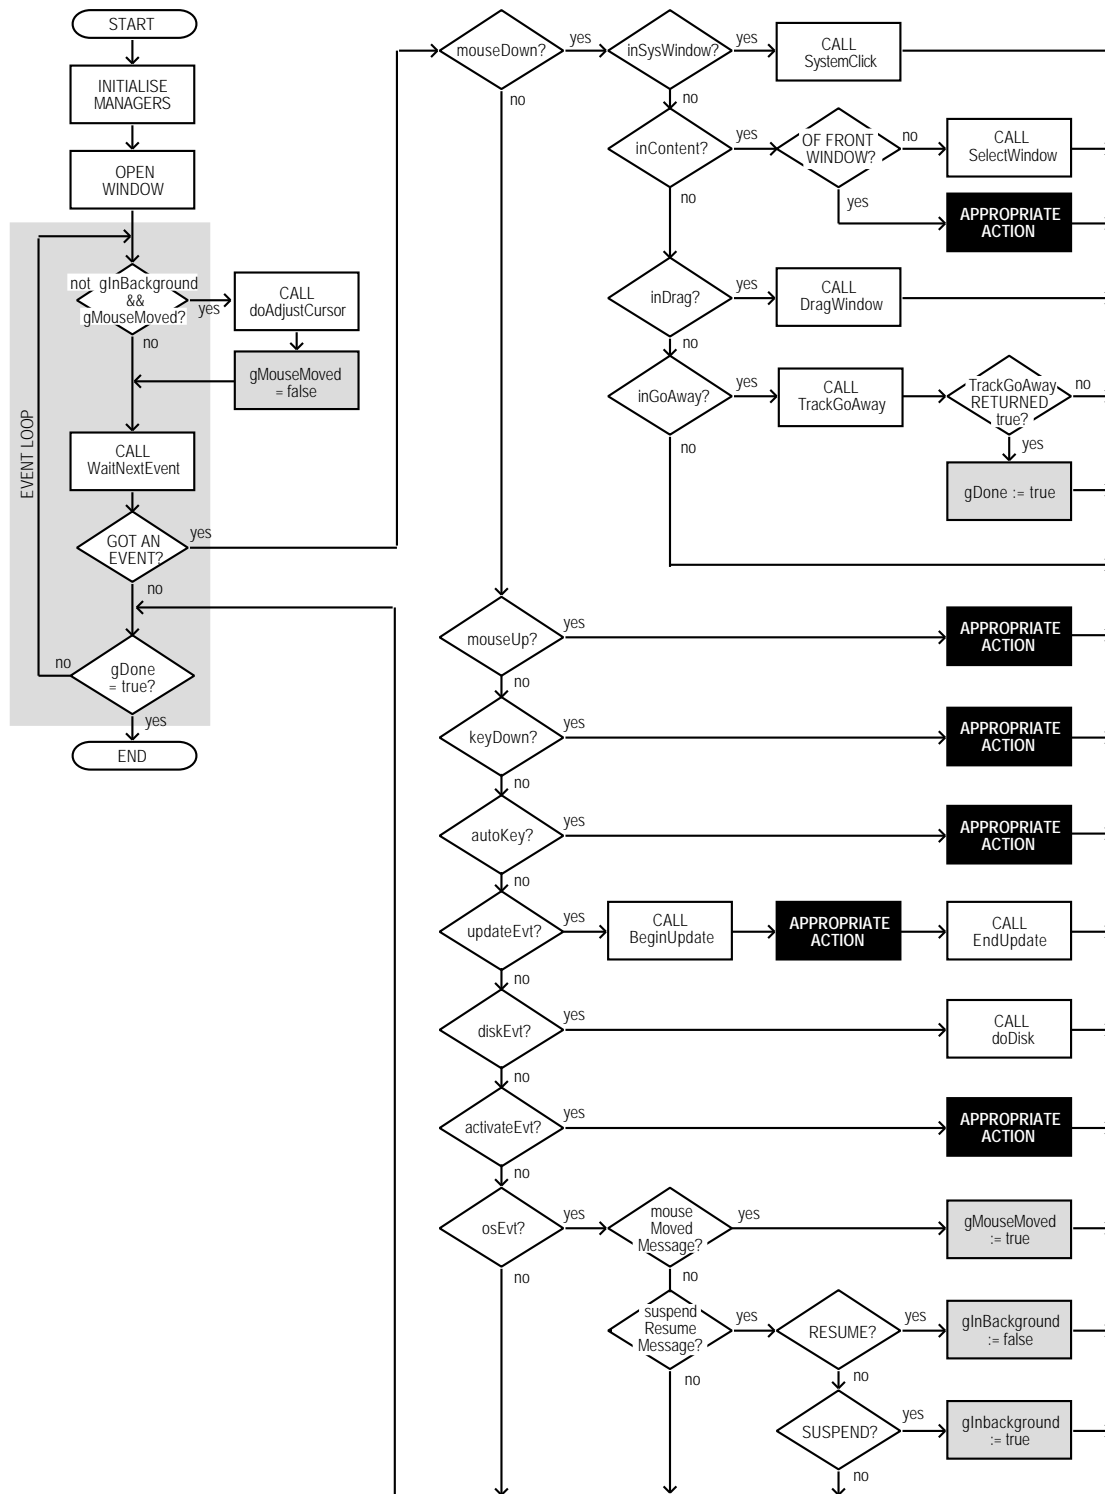 START
INITIALISE
MANAGERS
OPEN
WINDOW
EVENT LOOP
not gInBackground
&&
gMouseMoved?
yes
no
CALL
doAdjustCursor
gMouseMoved
= false
CALL
WaitNextEvent
GOT AN
EVENT?
yes
no
gDone
= true?
no
yes
END
mouseDown?
yes
no
inSysWindow?
yes
no
CALL
SystemClick
inContent?
yes
no
OF FRONT
WINDOW?
no
yes
CALL
SelectWindow
APPROPRIATE
ACTION
inDrag?
yes
no
CALL
DragWindow
inGoAway?
yes
no
CALL
TrackGoAway
TrackGoAway
RETURNED
true?
no
yes
gDone := true
mouseUp?
yes
no
APPROPRIATE
ACTION
keyDown?
yes
no
APPROPRIATE
ACTION
autoKey?
yes
no
APPROPRIATE
ACTION
updateEvt?
yes
no
CALL
BeginUpdate
APPROPRIATE
ACTION
CALL
EndUpdate
diskEvt?
yes
no
CALL
doDisk
activateEvt?
yes
no
APPROPRIATE
ACTION
osEvt?
yes
no
mouse
Moved
Message?
yes
no
gMouseMoved
:= true
suspend
Resume
Message?
yes
no
RESUME?
yes
no
gInBackground
:= false
SUSPEND?
yes
no
gInbackground
:= true